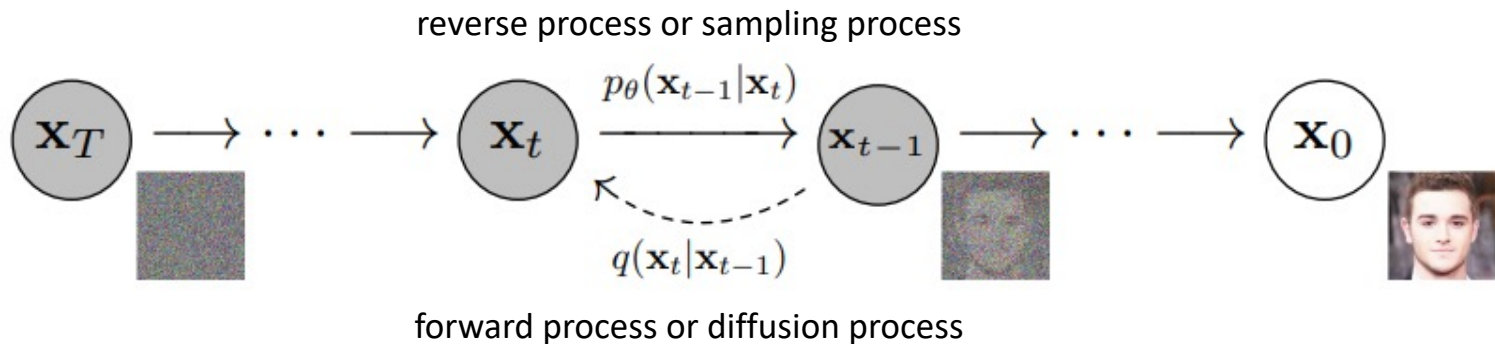 reverse process or sampling process
p_θ(x_{t−1}|x_t)
x_T ⟶ ··· ⟶ x_t ⟶ x_{t−1} ⟶ ··· ⟶ x_0
q(x_t|x_{t−1})
forward process or diffusion process